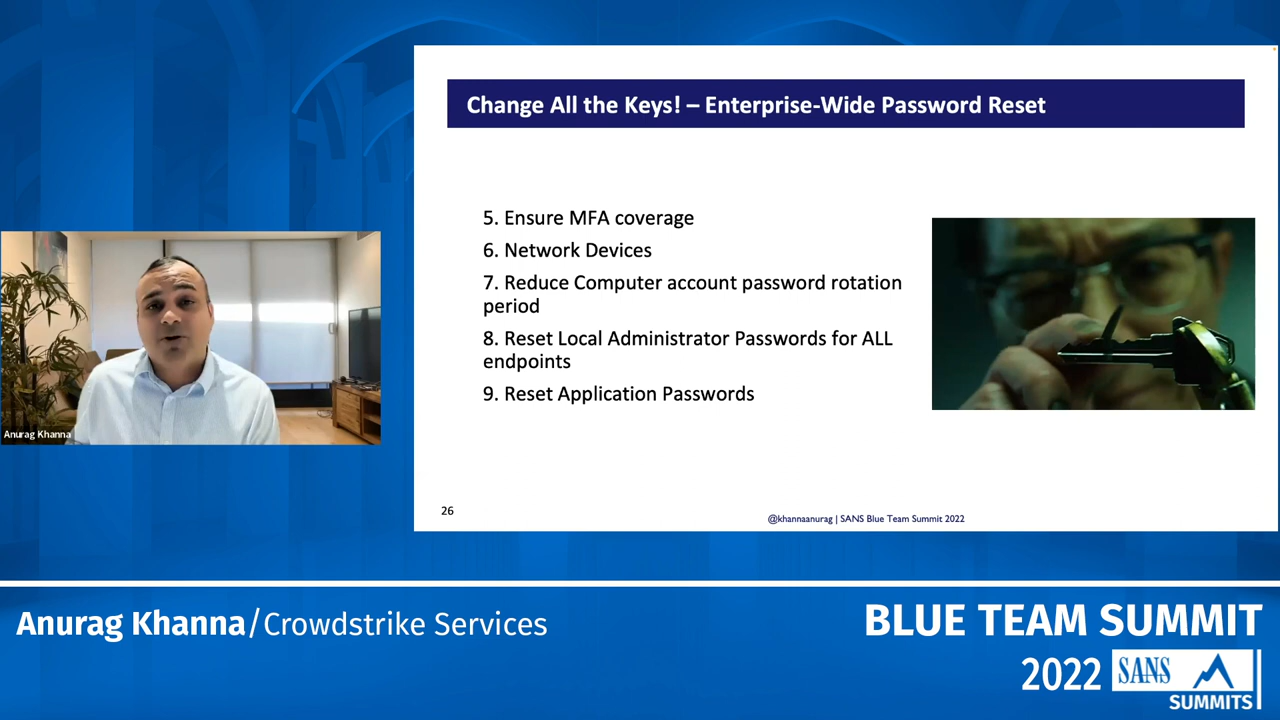 Change All the Keys! – Enterprise-Wide Password Reset
5. Ensure MFA coverage
6. Network Devices
7. Reduce Computer account password rotation
period
8. Reset Local Administrator Passwords for ALL
endpoints
9. Reset Application Passwords
26
@khannaanurag | SANS Blue Team Summit 2022
Anurag Khanna
Anurag Khanna/Crowdstrike Services
BLUE TEAM SUMMIT
2022
SANS
SUMMITS